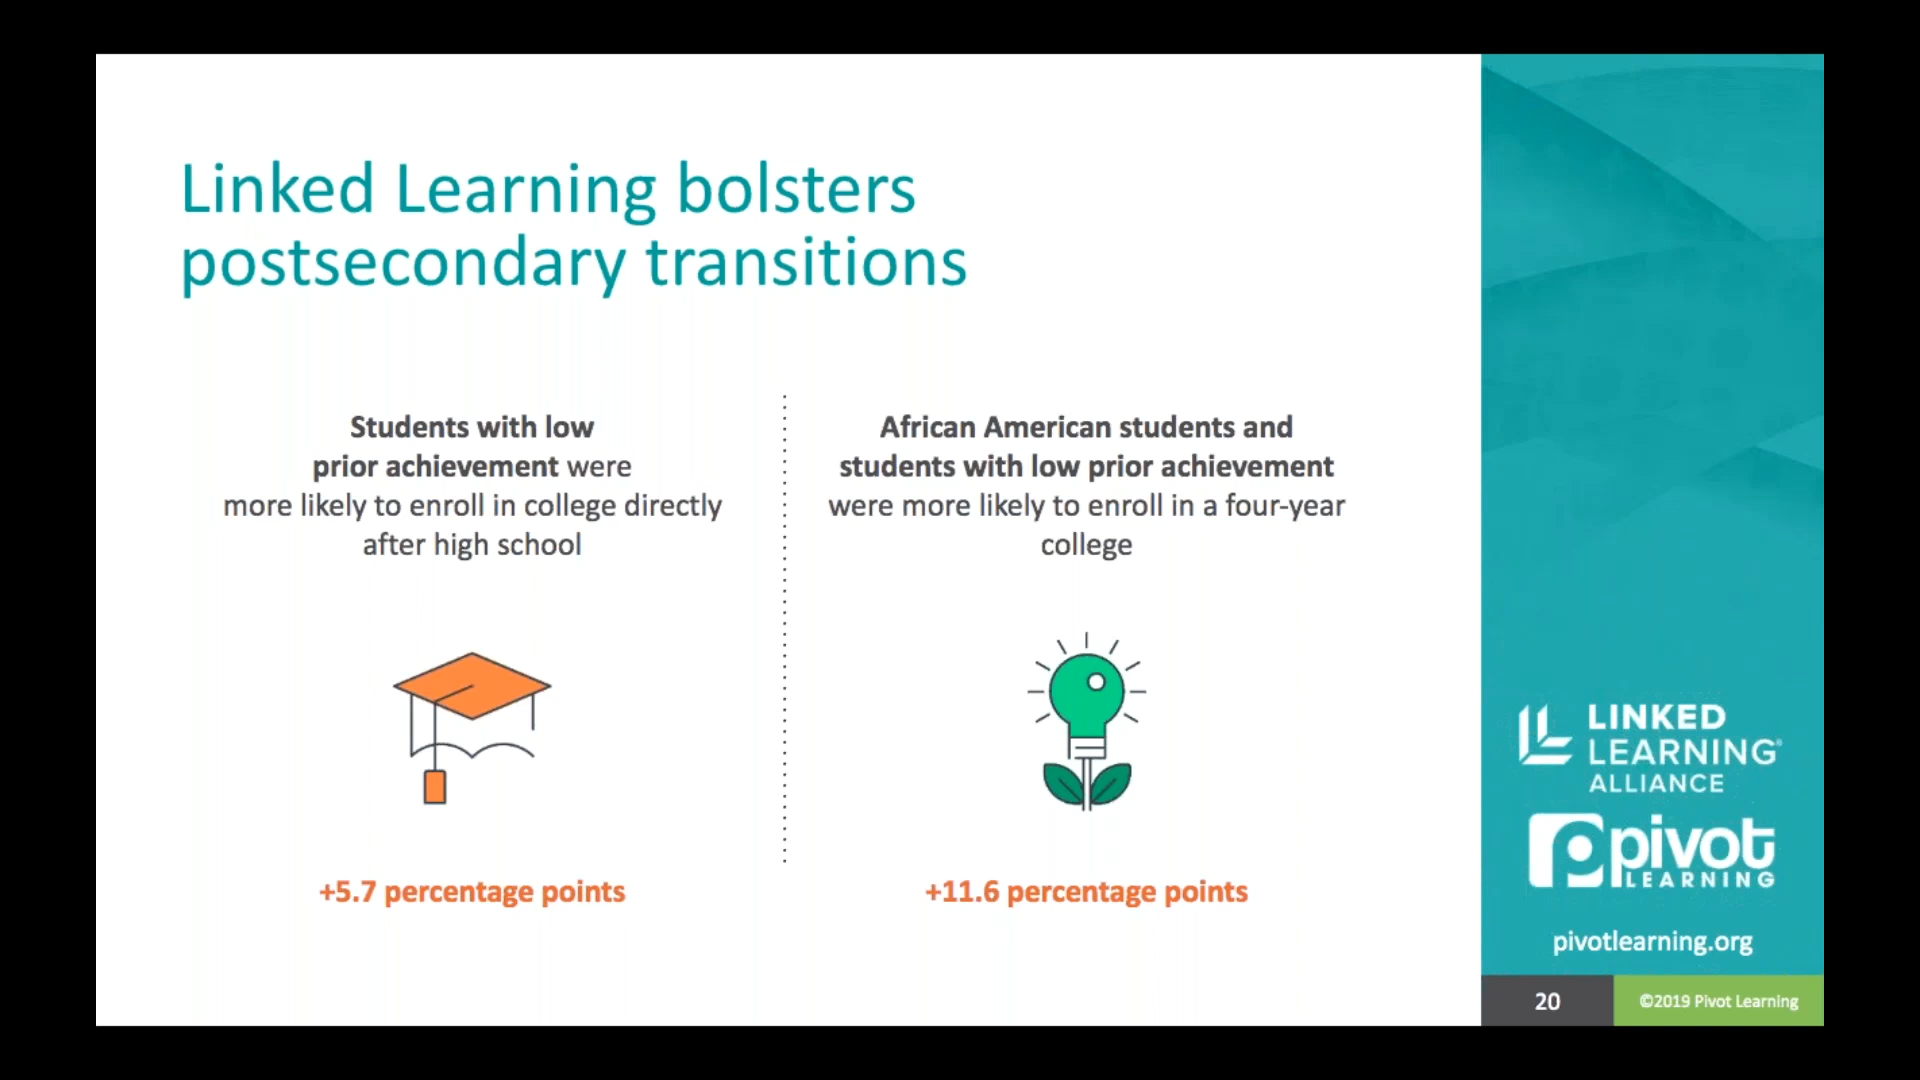 Linked Learning bolsters
postsecondary transitions
Students with low
prior achievement were
more likely to enroll in college directly
after high school
+5.7 percentage points
African American students and
students with low prior achievement
were more likely to enroll in a four-year
college
+11.6 percentage points
LINKED
LEARNING®
ALLIANCE
pivot
LEARNING
pivotlearning.org
20
©2019 Pivot Learning